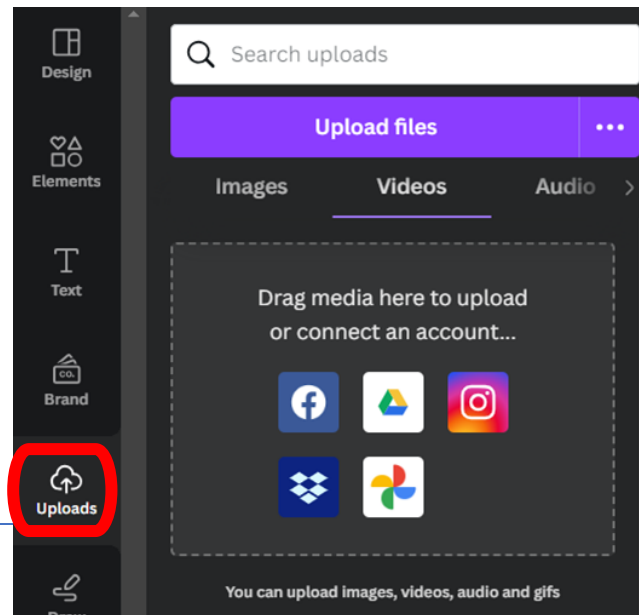 Design
Elements
Text
CO.
Brand
Uploads
Search uploads
Upload files
Images Videos Audio
Drag media here to upload
or connect an account...
You can upload images, videos, audio and gifs